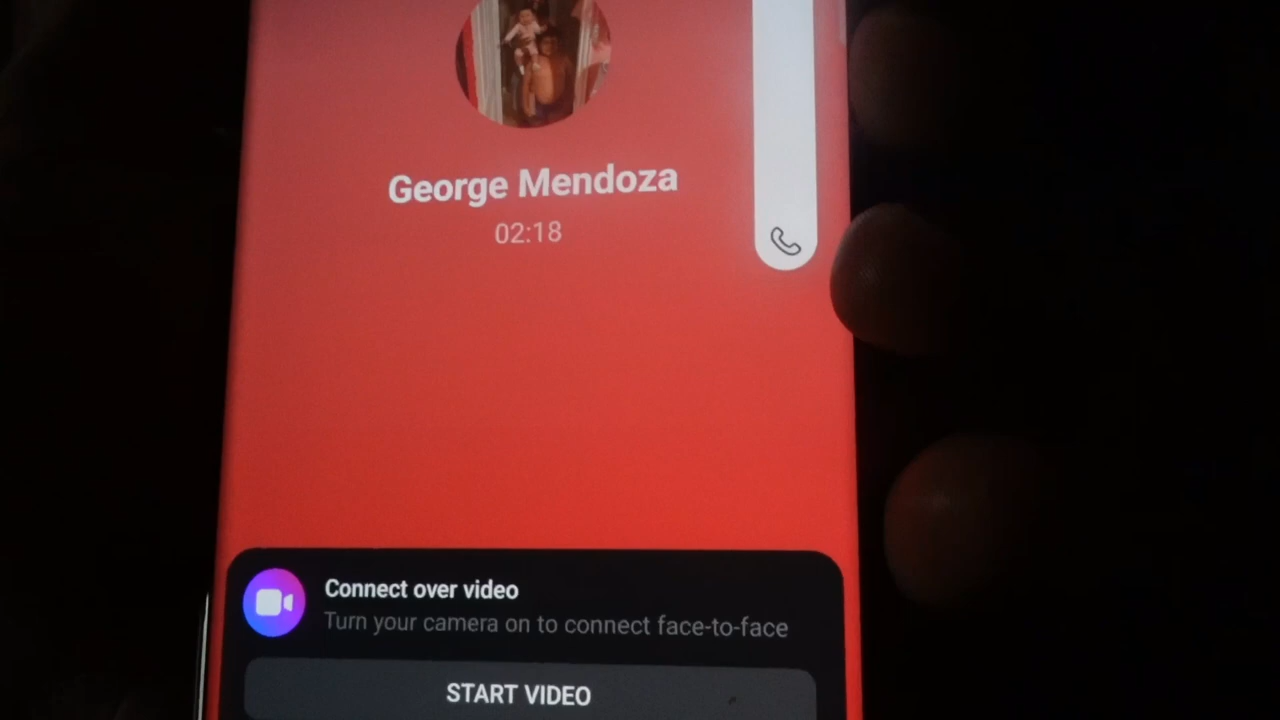 George Mendoza
02:18
Connect over video
Turn your camera on to connect face-to-face
START VIDEO